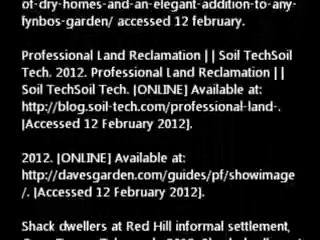 of-dry-homes-and-an-elegant-addition-to-any-
fynbos-garden/ accessed 12 february.
Professional Land Reclamation | | Soil TechSoil
Tech. 2012. Professional Land Reclamation | |
Soil TechSoil Tech. [ONLINE] Available at:
http://blog.soil-tech.com/professional-land-.
[Accessed 12 February 2012].
2012. [ONLINE] Available at:
http://davesgarden.com/guides/pf/showimage
/. [Accessed 12 February 2012].
Shack dwellers at Red Hill informal settlement,